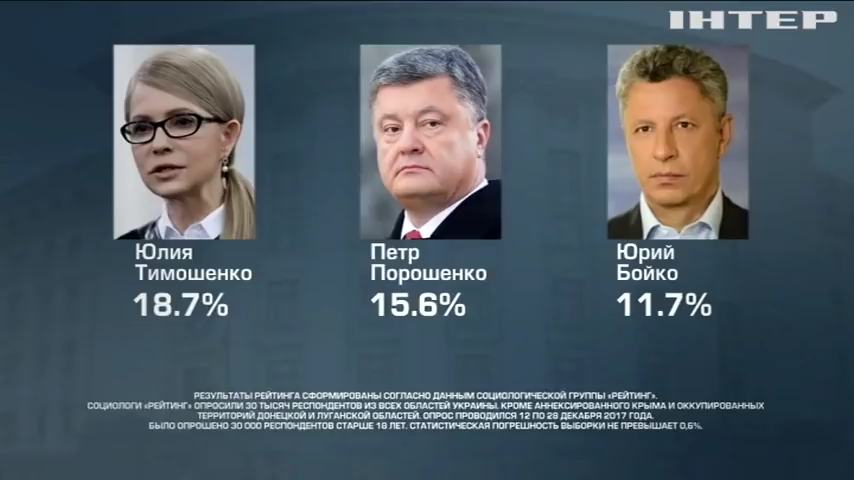 ІНТЕР
Юлия
Тимошенко
18.7%
Петр
Порошенко
15.6%
Юрий
Бойко
11.7%
РЕЗУЛЬТАТЫ РЕЙТИНГА СФОРМИРОВАНЫ СОГЛАСНО ДАННЫМ СОЦИОЛОГИЧЕСКОЙ ГРУППЫ «РЕЙТИНГ».
СОЦИОЛОГИ «РЕЙТИНГ» ОПРОСИЛИ 30 ТЫСЯЧ РЕСПОНДЕНТОВ ИЗ ВСЕХ ОБЛАСТЕЙ УКРАИНЫ, КРОМЕ АННЕКСИРОВАННОГО КРЫМА И ОККУПИРОВАННЫХ
ТЕРРИТОРИЙ ДОНЕЦКОЙ И ЛУГАНСКОЙ ОБЛАСТЕЙ. ОПРОС ПРОВОДИЛСЯ 12 ПО 28 ДЕКАБРЯ 2017 ГОДА.
БЫЛО ОПРОШЕНО 30 000 РЕСПОНДЕНТОВ СТАРШЕ 18 ЛЕТ. СТАТИСТИЧЕСКАЯ ПОГРЕШНОСТЬ ВЫБОРКИ НЕ ПРЕВЫШАЕТ 0,6%.